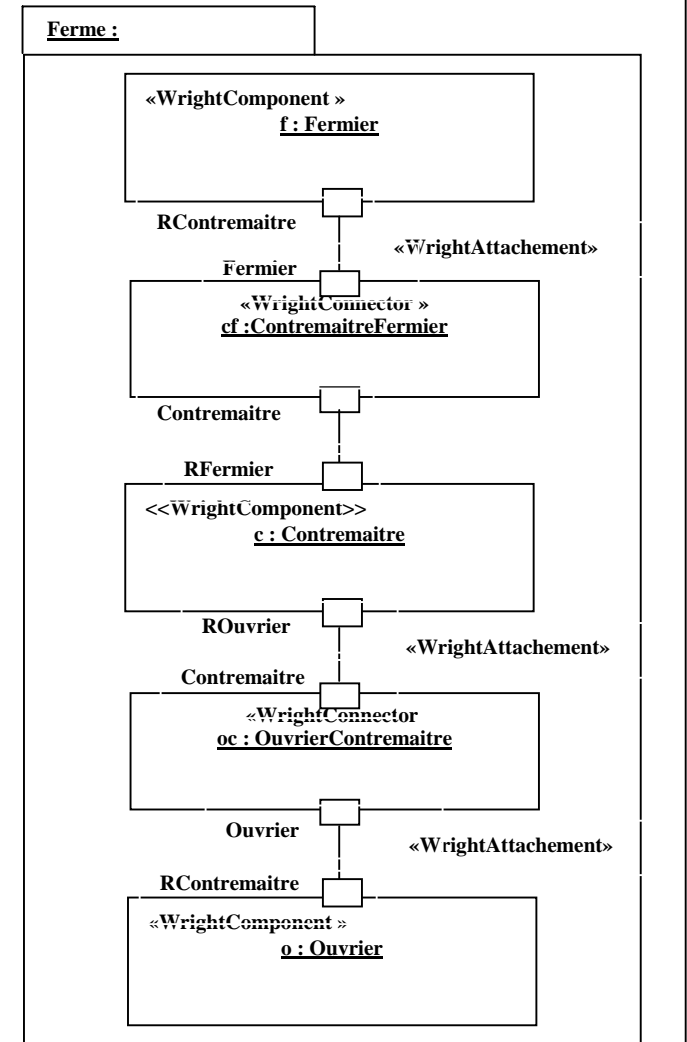 Ferme :
«WrightComponent »
f : Fermier
RContremaitre
«WrightAttachement»
Fermier
«WrightConnector »
cf :ContremaitreFermier
Contremaitre
RFermier
<<WrightComponent>>
c : Contremaitre
ROuvrier
«WrightAttachement»
Contremaitre
«WrightConnector
oc : OuvrierContremaitre
Ouvrier
«WrightAttachement»
RContremaitre
«WrightComponent »
o : Ouvrier